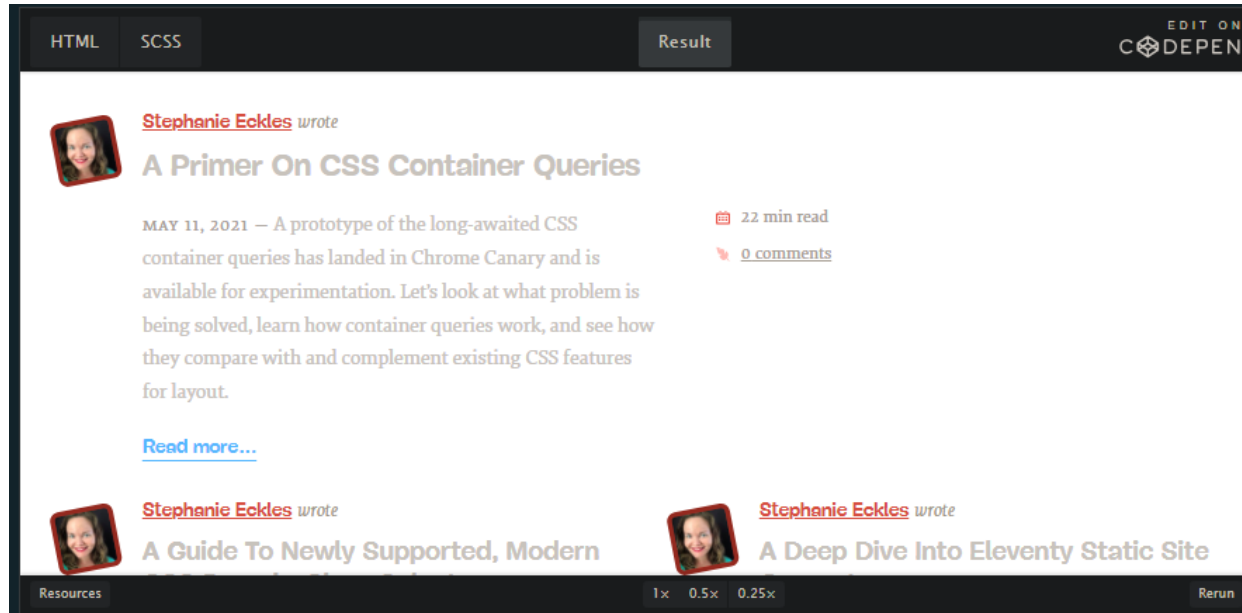 HTML SCSS Result EDIT ON
CODEPEN
Stephanie Eckles wrote
A Primer On CSS Container Queries
MAY 11, 2021 — A prototype of the long-awaited CSS
container queries has landed in Chrome Canary and is
available for experimentation. Let's look at what problem is
being solved, learn how container queries work, and see how
they compare with and complement existing CSS features
for layout.
Read more...
22 min read
0 comments
Stephanie Eckles wrote
A Guide To Newly Supported, Modern
Stephanie Eckles wrote
A Deep Dive Into Eleventy Static Site
Resources 1× 0.5× 0.25× Rerun